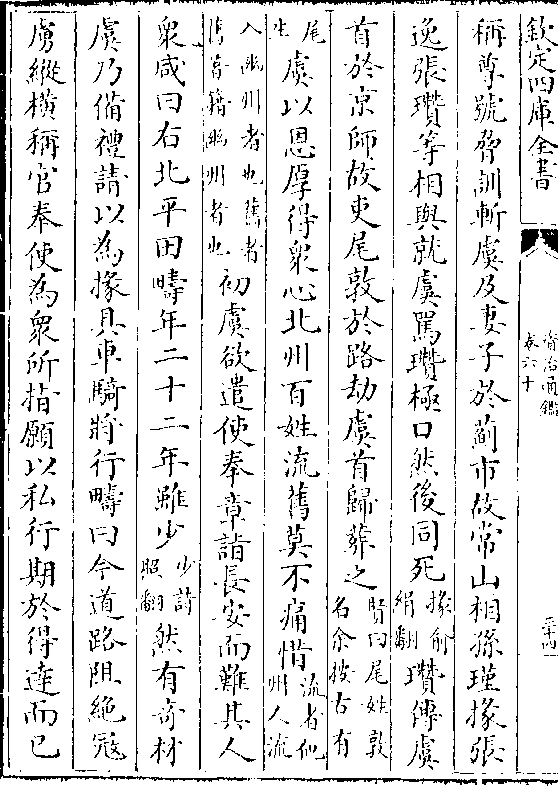 欽定四庫全書
資治通鑑
卷六十
三十四
稱尊號脅訓斬虞及妻子於薊市故常山相孫瑾掾張
逸張瓚等相與就虞罵瓚極口然後同死掾俞絹翻瓚傳虞
首於京師故吏尾敦於路劫虞首歸葬之賢曰尾姓敦名余按古有
尾生虞以恩厚得衆心北州百姓流舊莫不痛惜流者他州人流
入幽州者也舊者舊著籍幽州者也初虞欲遣使奉章詣長安而難其人
衆咸曰右北平田疇年二十二年雖少少詩照翻然有奇材
虞乃備禮請以為掾具車騎將行疇曰今道路阻絶寇
虜縱橫稱官奉使為衆所指願以私行期於得達而已